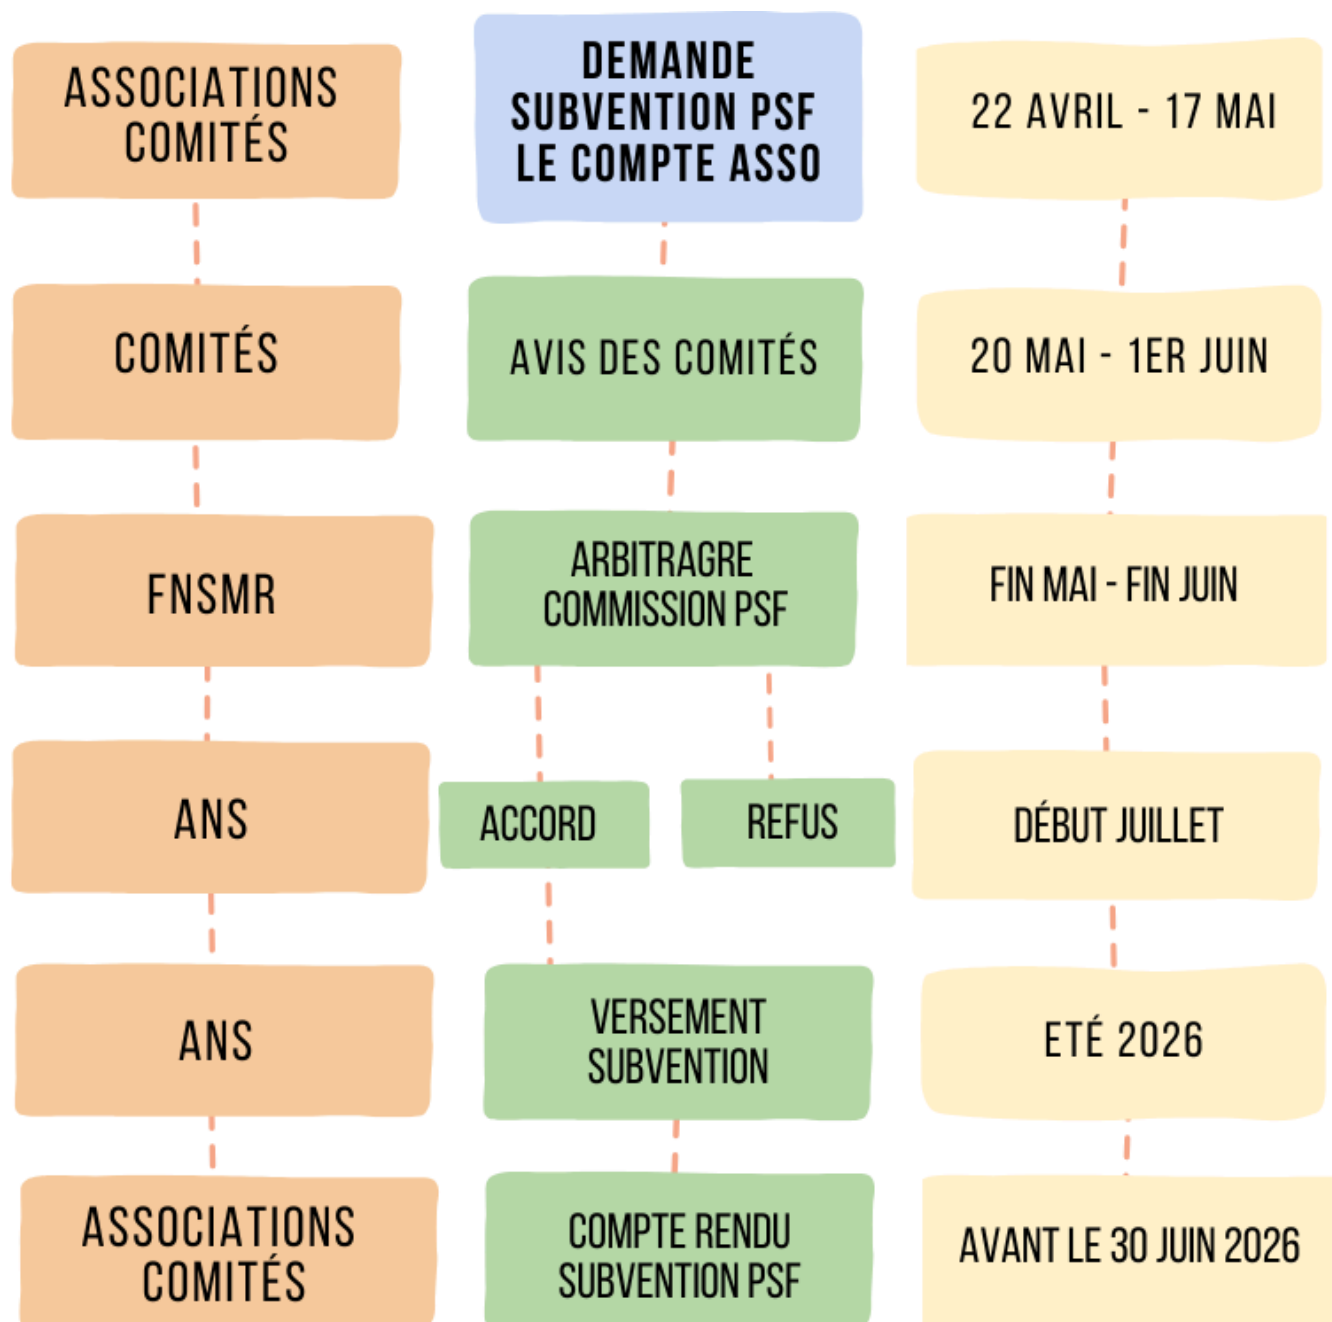 ASSOCIATIONS
COMITÉS
DEMANDE
SUBVENTION PSF
LE COMPTE ASSO
22 AVRIL - 17 MAI
COMITÉS
AVIS DES COMITÉS
20 MAI - 1ER JUIN
FNSMR
ARBITRAGRE
COMMISSION PSF
FIN MAI - FIN JUIN
ANS
ACCORD
REFUS
DÉBUT JUILLET
ANS
VERSEMENT
SUBVENTION
ETÉ 2026
ASSOCIATIONS
COMITÉS
COMPTE RENDU
SUBVENTION PSF
AVANT LE 30 JUIN 2026